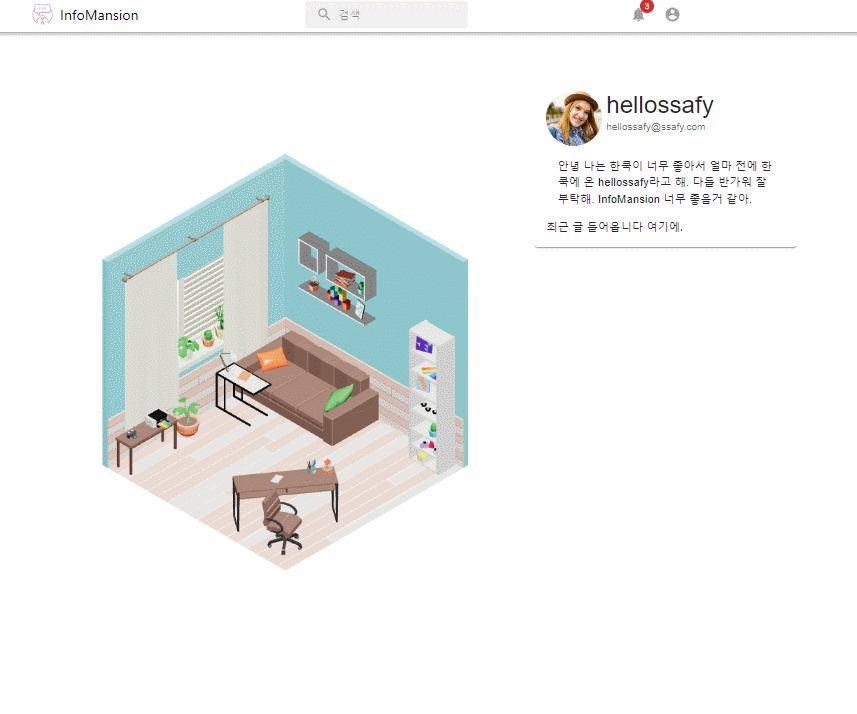 InfoMansion
검색
3
hellossafy
hellossafy@ssafy.com
안녕 나는 한국이 너무 좋아서 얼마 전에 한
국에 온 hellossafy라고 해. 다들 반가워 잘
부탁해. InfoMansion 너무 좋을거 같아.
최근 글 들어옵니다 여기에.